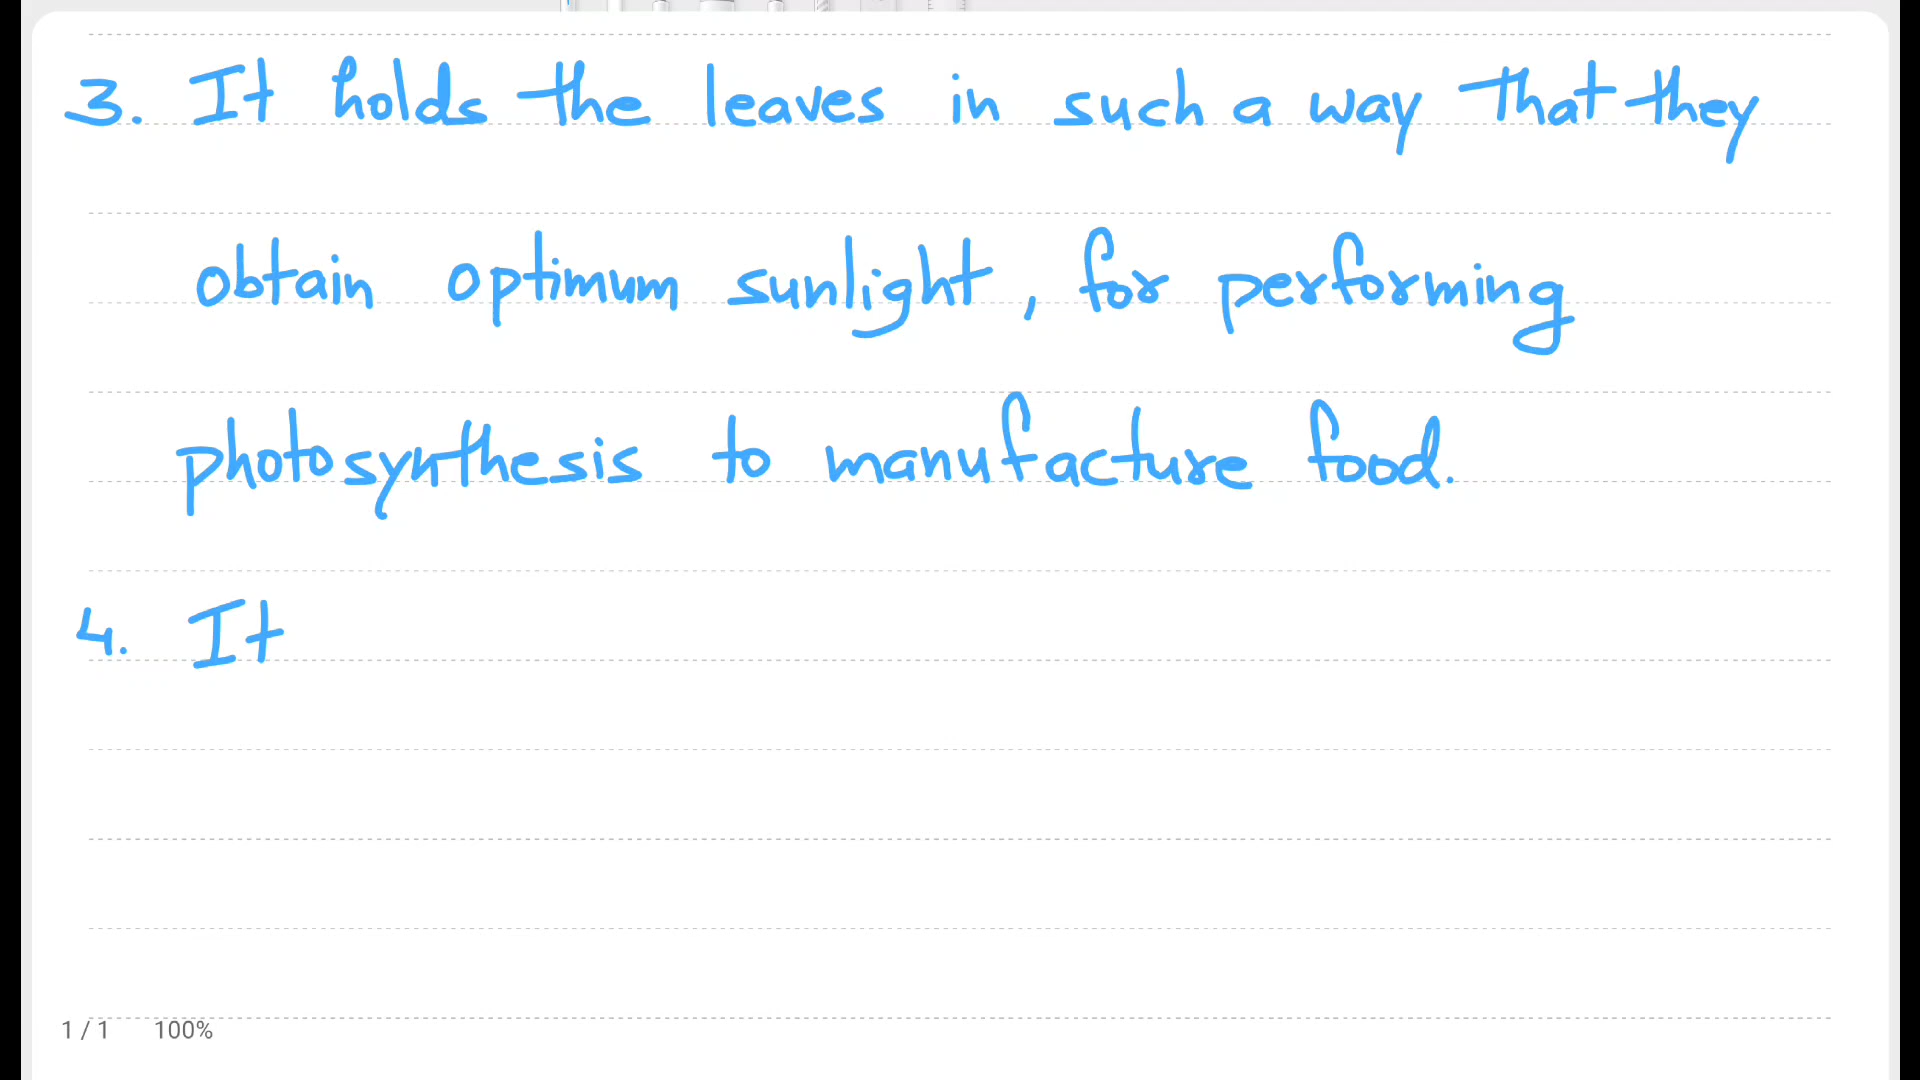 3. It holds the leaves in such a way that they
obtain optimum sunlight, for performing
photosynthesis to manufacture food.
4. It
1 / 1 100%